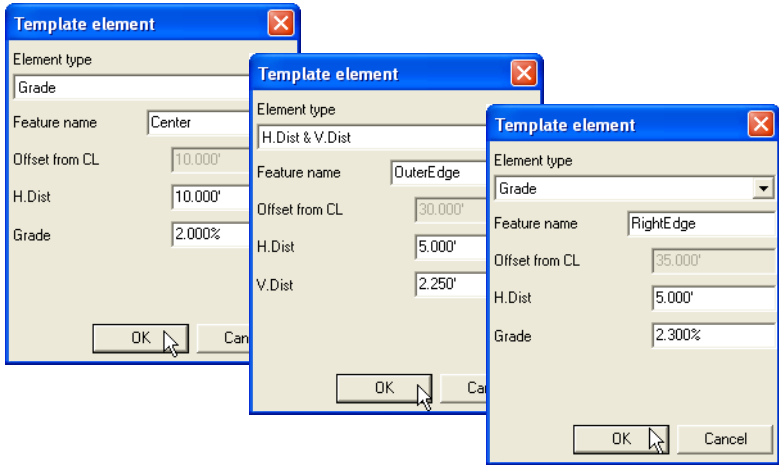 Template element
Element type
Grade
Feature name Center
Offset from CL 10.000'
H.Dist 10.000'
Grade 2.000%
OK Can
Template element
Element type
H.Dist & V.Dist
Feature name OuterEdge
Offset from CL 30.000'
H.Dist 5.000'
V.Dist 2.250'
OK Ca
Template element
Element type
Grade
Feature name RightEdge
Offset from CL 35.000'
H.Dist 5.000'
Grade 2.300%
OK Cancel